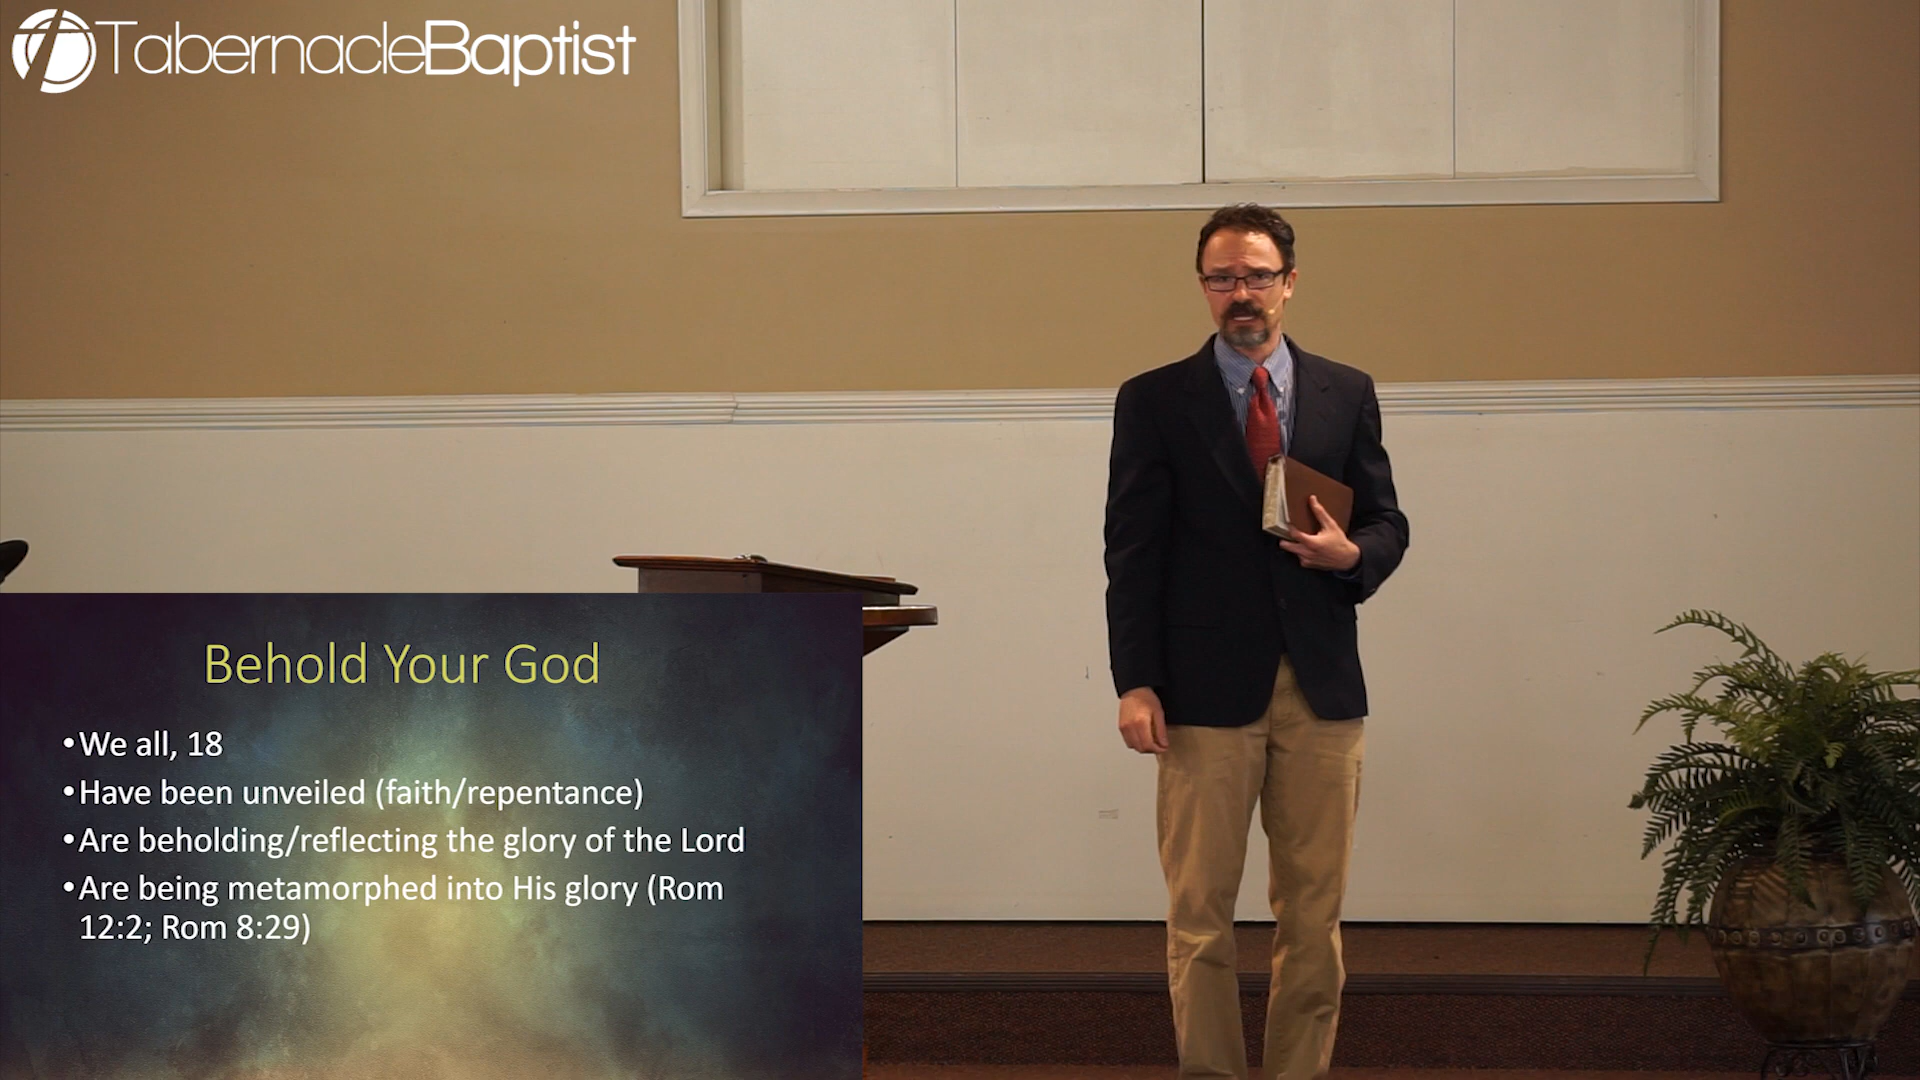 TabernacleBaptist
Behold Your God
•We all, 18
•Have been unveiled (faith/repentance)
•Are beholding/reflecting the glory of the Lord
•Are being metamorphed into His glory (Rom
12:2; Rom 8:29)